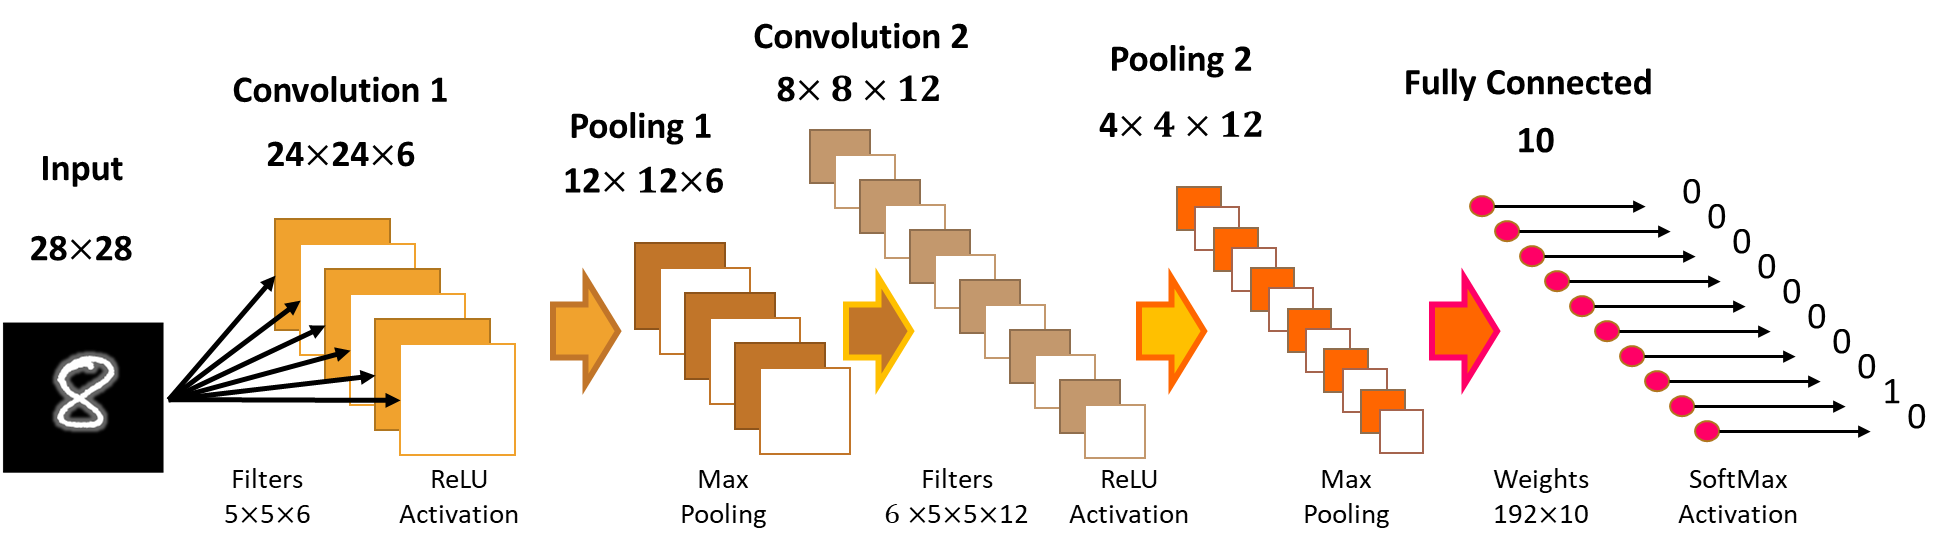 Input
28×28
Convolution 1
24×24×6
Pooling 1
12× 12×6
Convolution 2
8× 8 × 12
Pooling 2
4× 4 × 12
Fully Connected
10
8
0
0
0
0
0
0
0
0
1
0
Filters
5×5×6
ReLU
Activation
Max
Pooling
Filters
6 ×5×5×12
ReLU
Activation
Max
Pooling
Weights
192×10
SoftMax
Activation